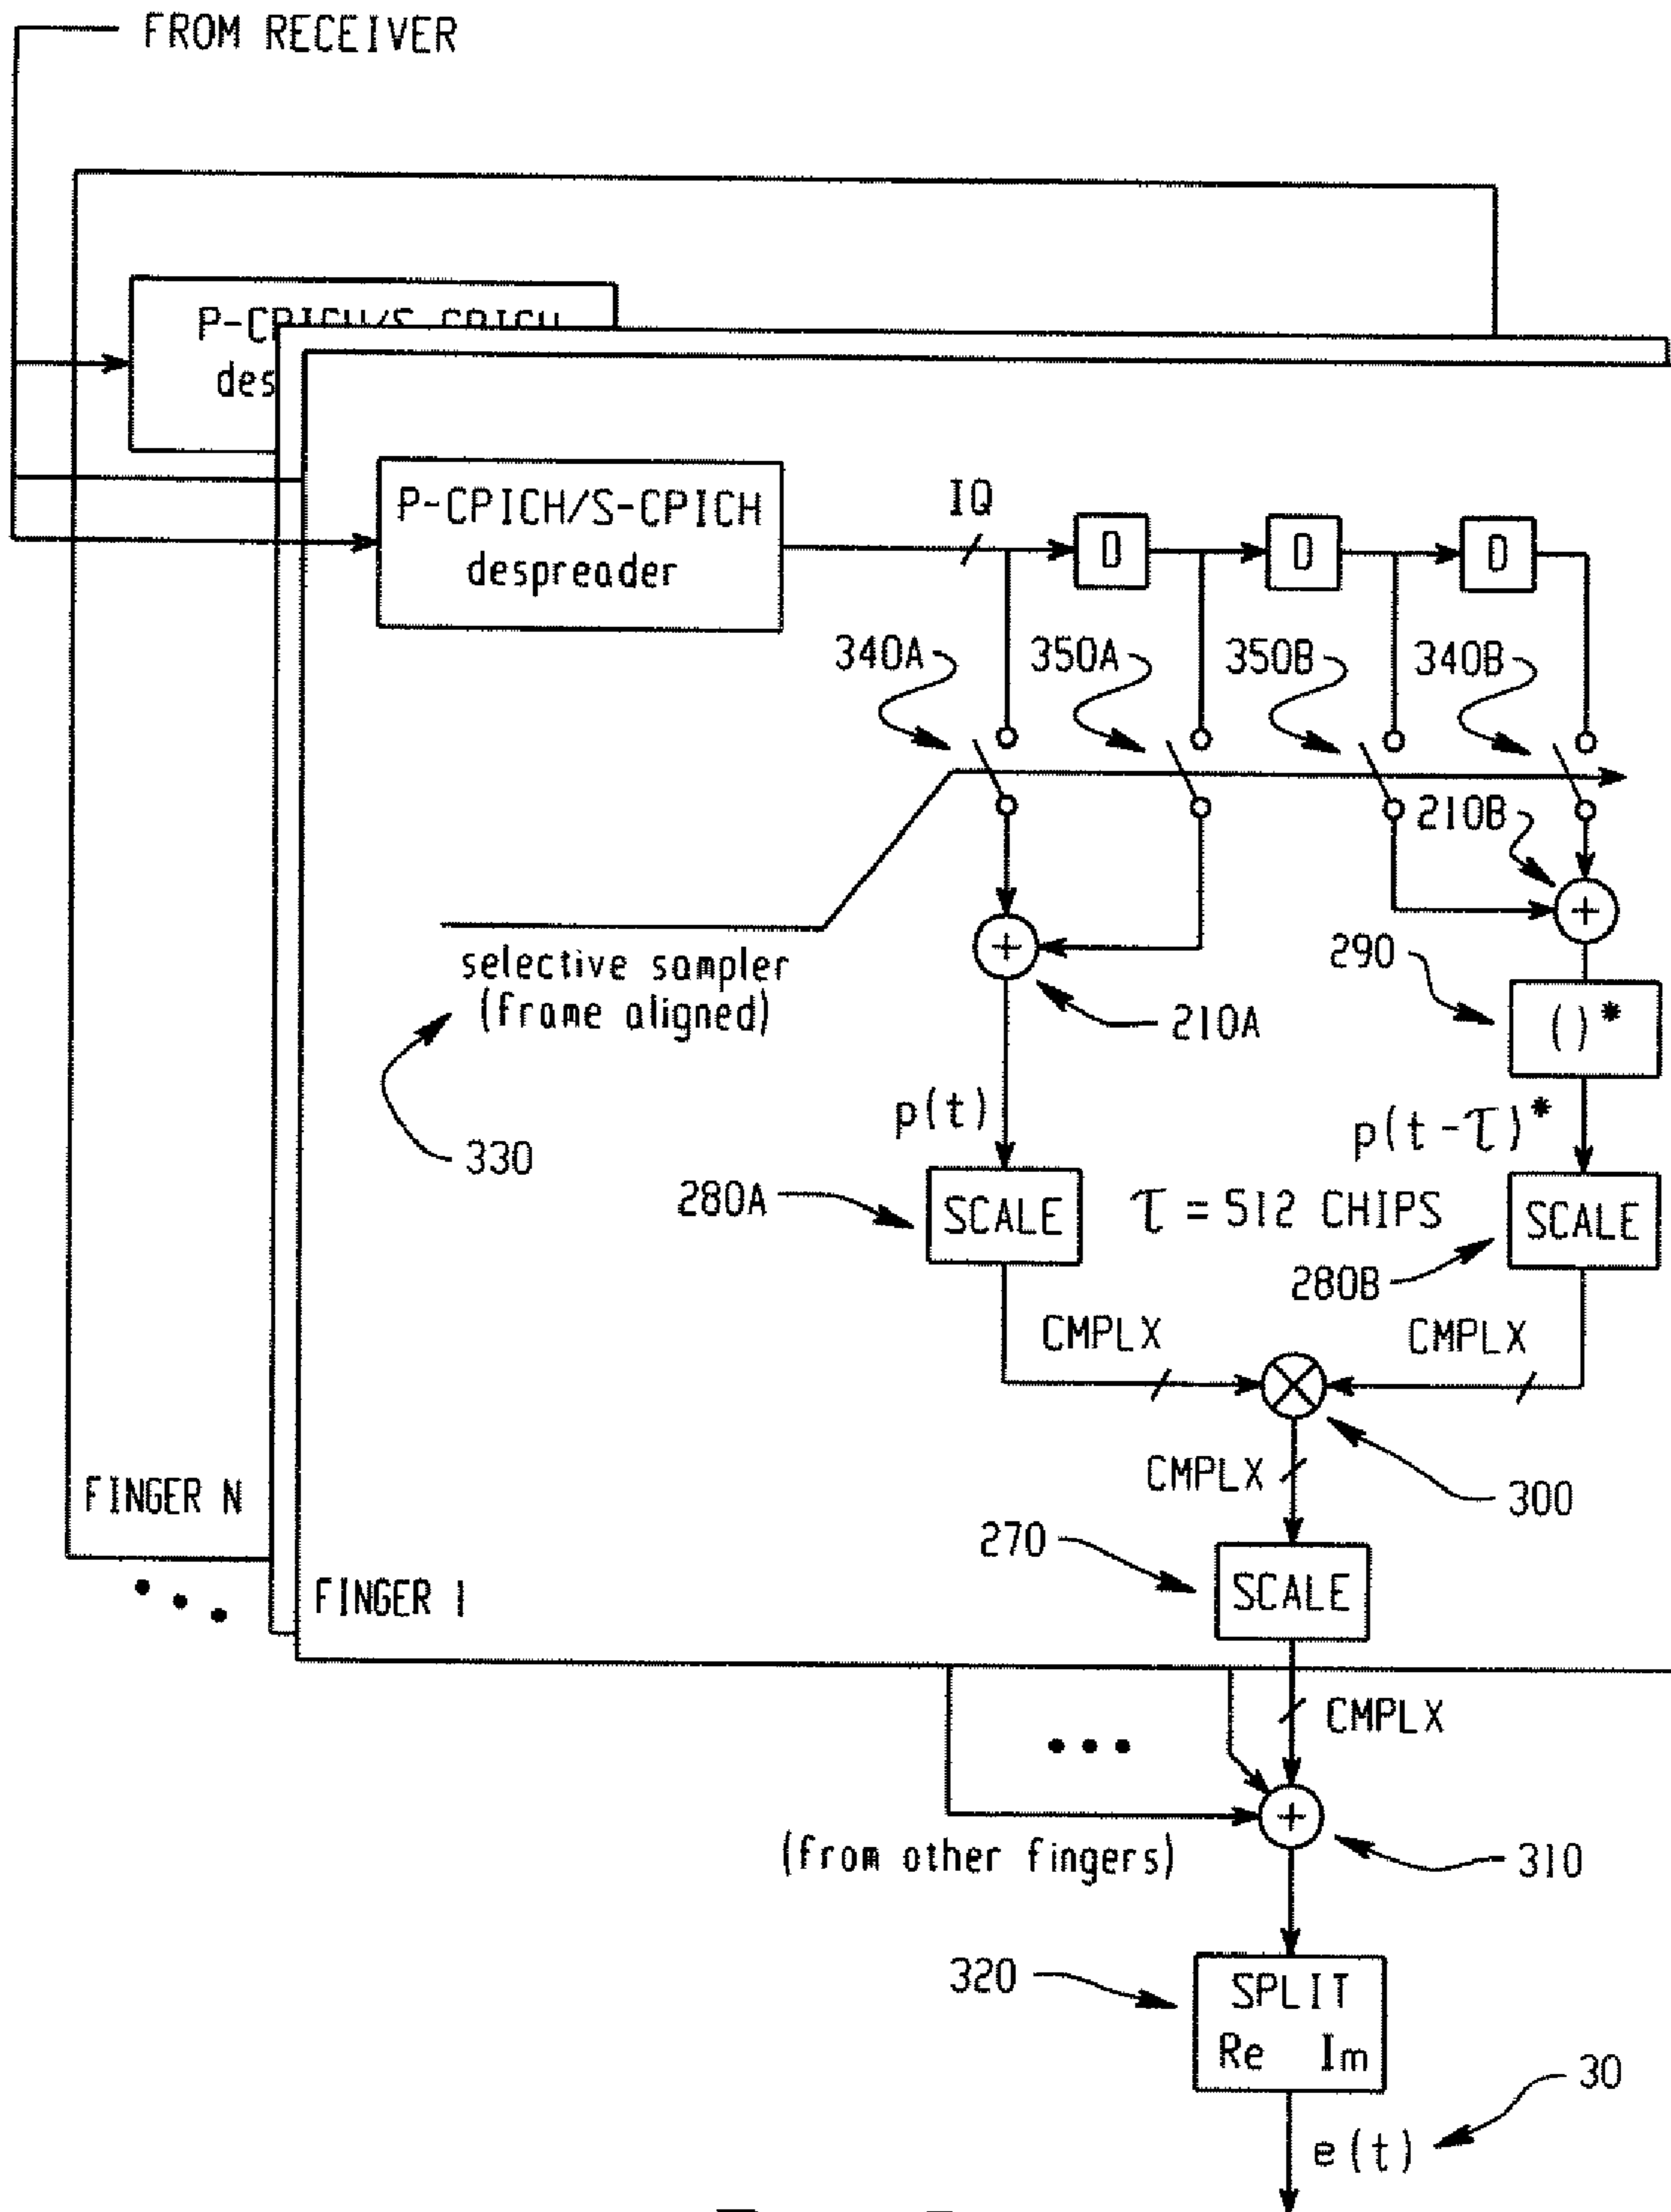 FROM RECEIVER
P-CPICH/S-CPICH
des
P-CPICH/S-CPICH
despreader
IQ
D
D
D
340A
350A
350B
340B
210B
+
+
290
selective sampler
(frame aligned)
210A
( )*
330
p(t)
p(t-τ)*
280A
SCALE
τ = 512 CHIPS
SCALE
280B
CMPLX
CMPLX
CMPLX
300
FINGER N
270
SCALE
FINGER 1
CMPLX
+
(from other fingers)
310
320
SPLIT
Re Im
30
e(t)